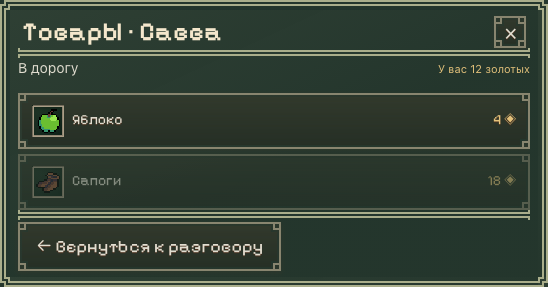 Товары · Савва
×
В дорогу
У вас 12 золотых
Яблоко
4
Сапоги
18
← Вернуться к разговору